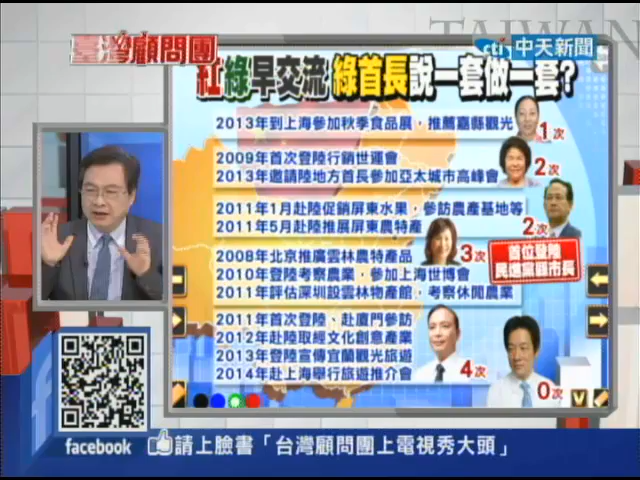 TAIWAN
臺灣顧問團
cti 中天新聞
紅綠早交流 綠首長說一套做一套?
2013年到上海參加秋季食品展，推薦嘉縣觀光
1次
2009年首次登陸行銷世運會
2013年邀請陸地方首長參加亞太城市高峰會
2次
2011年1月赴陸促銷屏東水果，參訪農產基地等
2011年5月赴陸推展屏東農特產
2次
2008年北京推廣雲林農特產品
2010年登陸考察農業，參加上海世博會
2011年評估深圳設雲林物產館，考察休閒農業
3次
首位登陸
民進黨縣市長
2011年首次登陸、赴廈門參訪
2012年赴陸取經文化創意產業
2013年登陸宣傳宜蘭觀光旅遊
2014年赴上海舉行旅遊推介會
4次
0次
facebook 請上臉書「台灣顧問團上電視秀大頭」